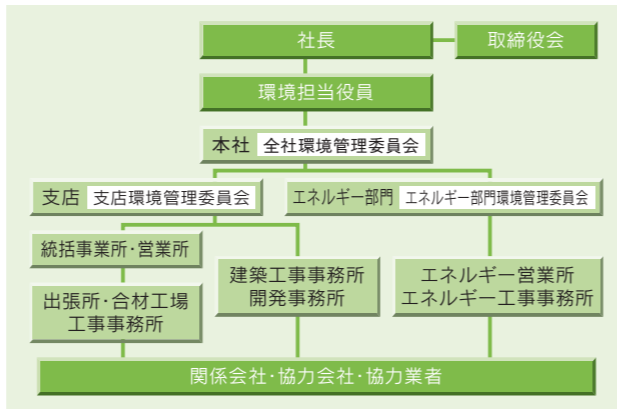 社長
取締役会
環境担当役員
本社 全社環境管理委員会
支店 支店環境管理委員会
エネルギー部門 エネルギー部門環境管理委員会
統括事業所・営業所
建築工事事務所
開発事務所
エネルギー営業所
エネルギー工事事務所
出張所・合材工場
工事事務所
関係会社・協力会社・協力業者